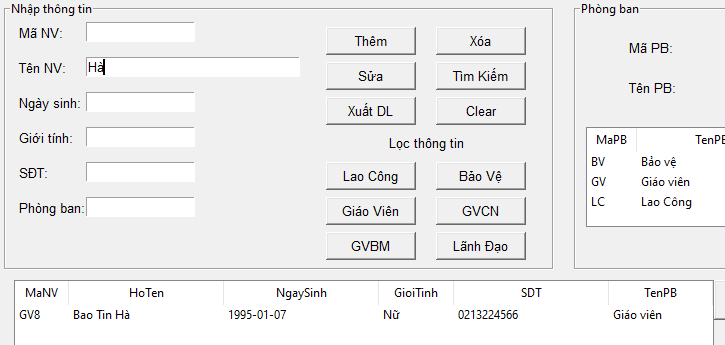 Nhập thông tin
Mã NV:
Tên NV: Hà
Ngày sinh:
Giới tính:
SĐT:
Phòng ban:
Thêm Xóa
Sửa Tìm Kiếm
Xuất DL Clear
Lọc thông tin
Lao Công Bảo Vệ
Giáo Viên GVCN
GVBM Lãnh Đạo
Phòng ban
Mã PB:
Tên PB:
MaPB TenPB
BV Bảo vệ
GV Giáo viên
LC Lao Công
MaNV HoTen NgaySinh GioiTinh SDT TenPB
GV8 Bao Tin Hà 1995-01-07 Nữ 0213224566 Giáo viên